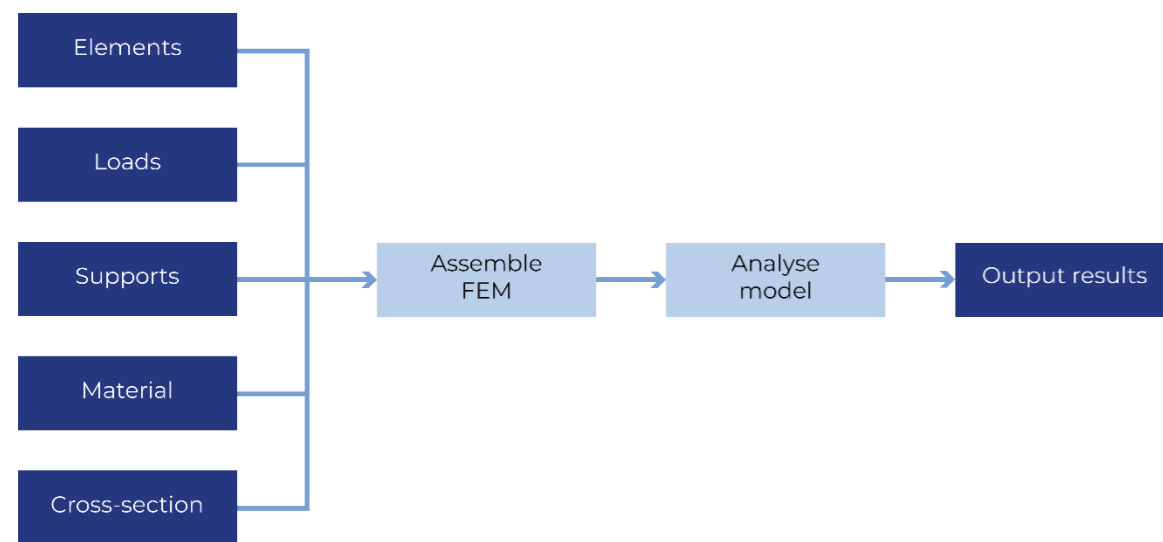 Elements
Loads
Supports
Material
Cross-section
Assemble
FEM
Analyse
model
Output results